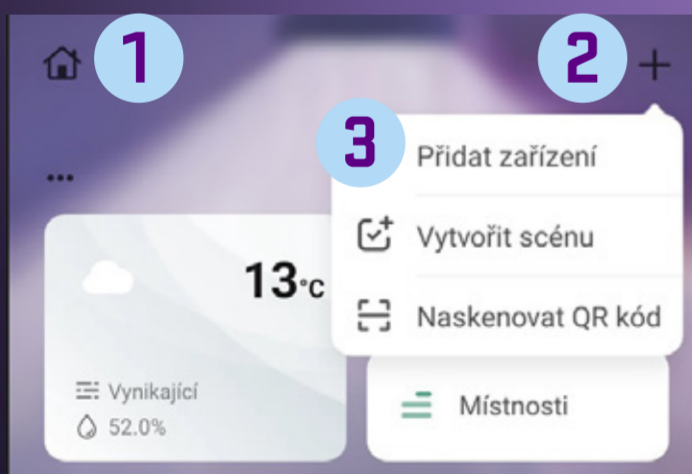 1
2
3
Přidat zařízení
...
Vytvořit scénu
13°C
Naskenovat QR kód
Vynikající
Místnosti
52.0%